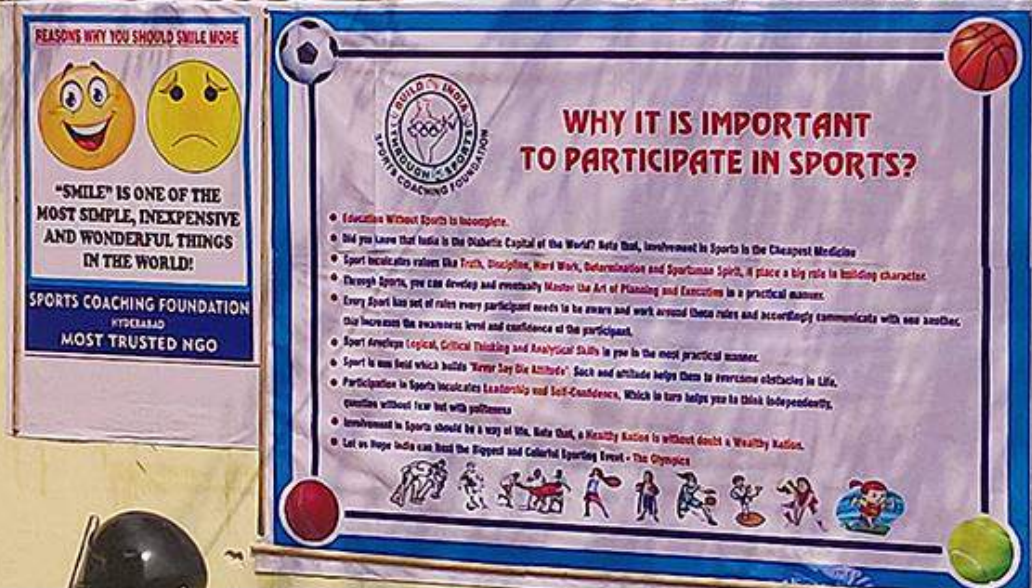 REASONS WHY YOU SHOULD SMILE MORE
"SMILE" IS ONE OF THE
MOST SIMPLE, INEXPENSIVE
AND WONDERFUL THINGS
IN THE WORLD!
SPORTS COACHING FOUNDATION
HYDERABAD
MOST TRUSTED NGO
BUILD INDIA
THROUGH SPORTS
SPORTS COACHING FOUNDATION
WHY IT IS IMPORTANT
TO PARTICIPATE IN SPORTS?
Education Without Sports is Incomplete.
Did you know that India is the Diabetic Capital of the World? Note that, Involvement in Sports is the Cheapest Medicine
Sport inculcates values like Truth, Discipline, Hard Work, Determination and Sportsman Spirit, it place a big role in building character.
Through Sports, you can develop and eventually Master the Art of Planning and Execution in a practical manner.
Every Sport has set of rules every participant needs to be aware and work around these rules and accordingly communicate with one another,
this increases the awareness level and confidence of the participant.
Sport develops Logical, Critical Thinking and Analytical Skills in you in the most practical manner.
Sport is one field which builds "Never Say Die Attitude". Such and attitude helps them to overcome obstacles in Life.
Participation in Sports inculcates Leadership and Self-Confidence, Which in turn helps you to think independently,
question without fear but with politeness
Involvement in Sports should be a way of life. Note that, a Healthy Nation is without doubt a Wealthy Nation.
Let us Hope India can Host the Biggest and Colorful Sporting Event - The Olympics